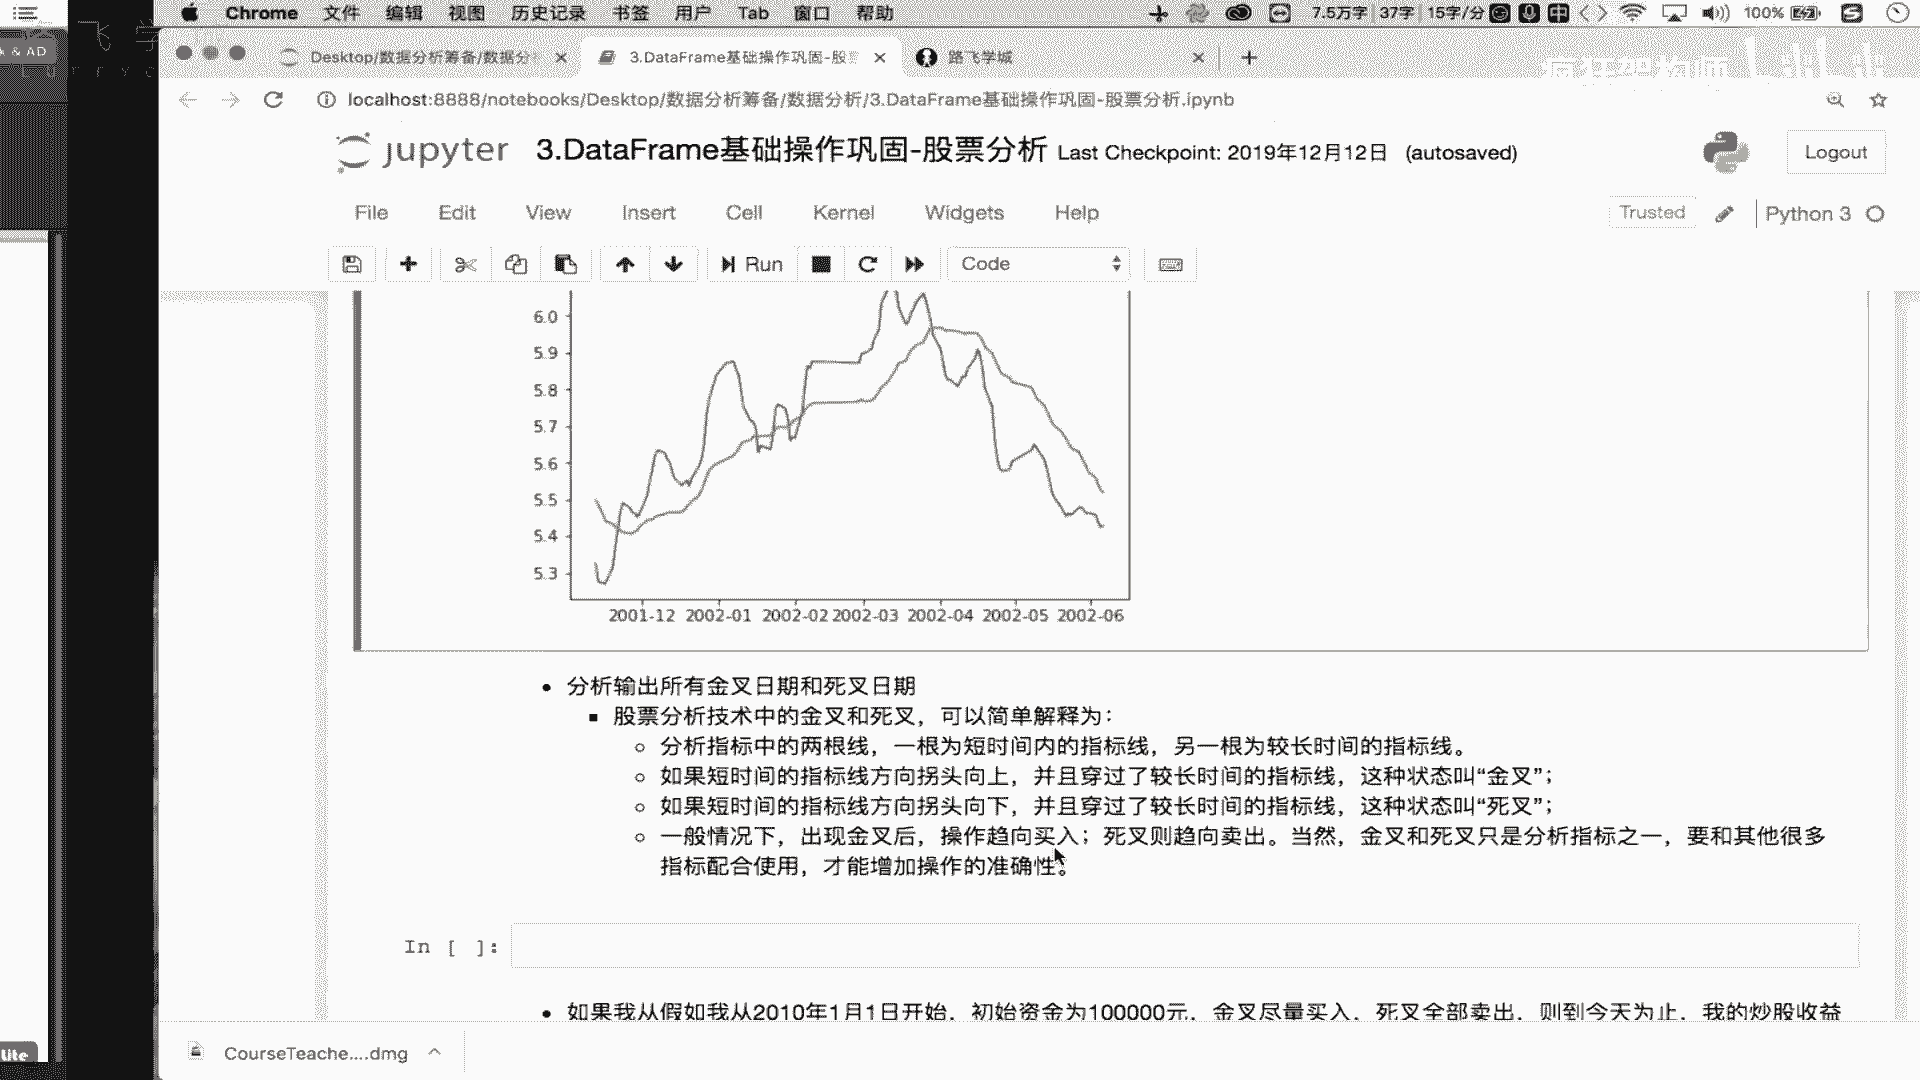 Chrome 文件 编辑 视图 历史记录 书签 用户 Tab 窗口 帮助 7.5万字 37字 15字/分 中 100%
k & AD
Desktop/数据分析筹备/数据分 3.DataFrame基础操作巩固-股 路飞学城
localhost:8888/notebooks/Desktop/数据分析筹备/数据分析/3.DataFrame基础操作巩固-股票分析.ipynb
jupyter 3.DataFrame基础操作巩固-股票分析 Last Checkpoint: 2019年12月12日 (autosaved) Logout
File Edit View Insert Cell Kernel Widgets Help Trusted Python 3
Run Code
6.0
5.9
5.8
5.7
5.6
5.5
5.4
5.3
2001-12 2002-01 2002-02 2002-03 2002-04 2002-05 2002-06
分析输出所有金叉日期和死叉日期
股票分析技术中的金叉和死叉，可以简单解释为：
分析指标中的两根线，一根为短时间内的指标线，另一根为较长时间的指标线。
如果短时间的指标线方向拐头向上，并且穿过了较长时间的指标线，这种状态叫“金叉”；
如果短时间的指标线方向拐头向下，并且穿过了较长时间的指标线，这种状态叫“死叉”；
一般情况下，出现金叉后，操作趋向买入；死叉则趋向卖出。当然，金叉和死叉只是分析指标之一，要和其他很多
指标配合使用，才能增加操作的准确性。
In [ ]:
如果我从假如我从2010年1月1日开始，初始资金为100000元，金叉尽量买入，死叉全部卖出，则到今天为止，我的炒股收益
CourseTeache....dmg
lite